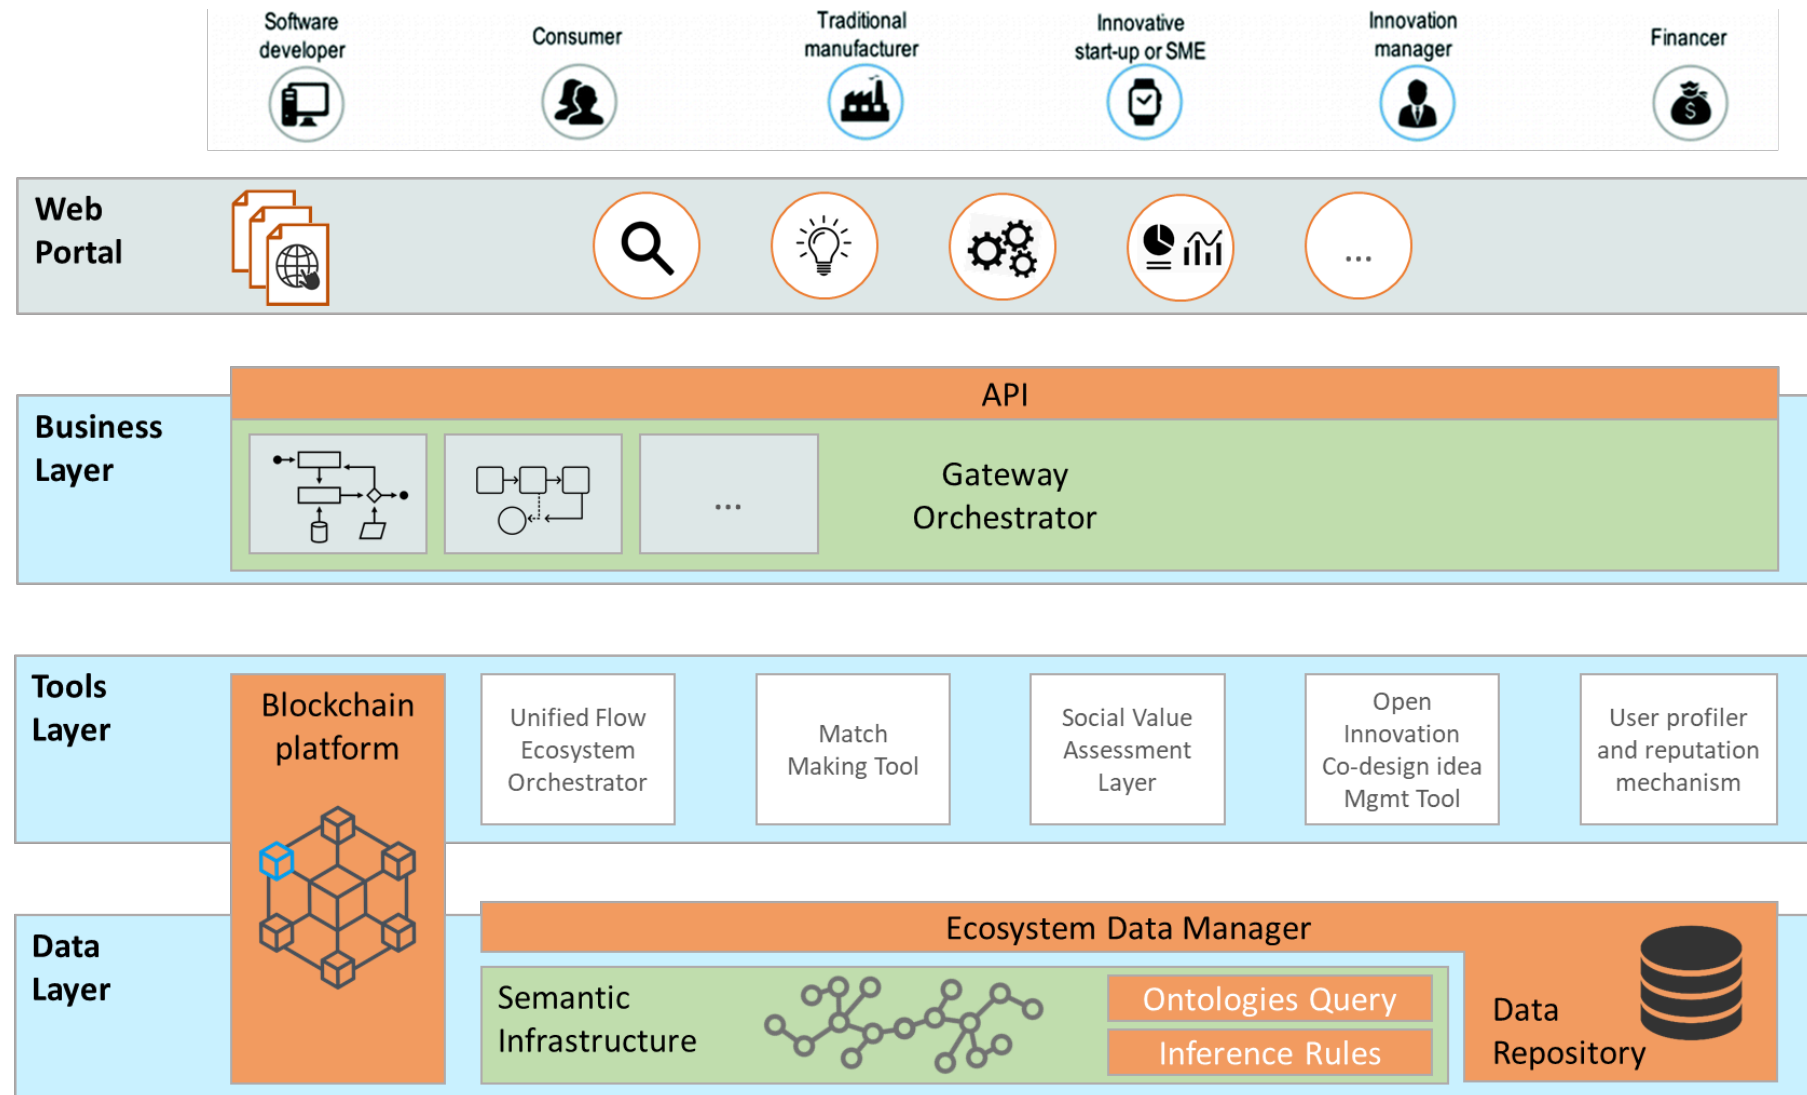 Software
developer
Consumer
Traditional
manufacturer
Innovative
start-up or SME
Innovation
manager
Financer
Web
Portal
...
Business
Layer
API
...
Gateway
Orchestrator
Tools
Layer
Blockchain
platform
Unified Flow
Ecosystem
Orchestrator
Match
Making Tool
Social Value
Assessment
Layer
Open
Innovation
Co-design idea
Mgmt Tool
User profiler
and reputation
mechanism
Data
Layer
Ecosystem Data Manager
Semantic
Infrastructure
Ontologies Query
Inference Rules
Data
Repository